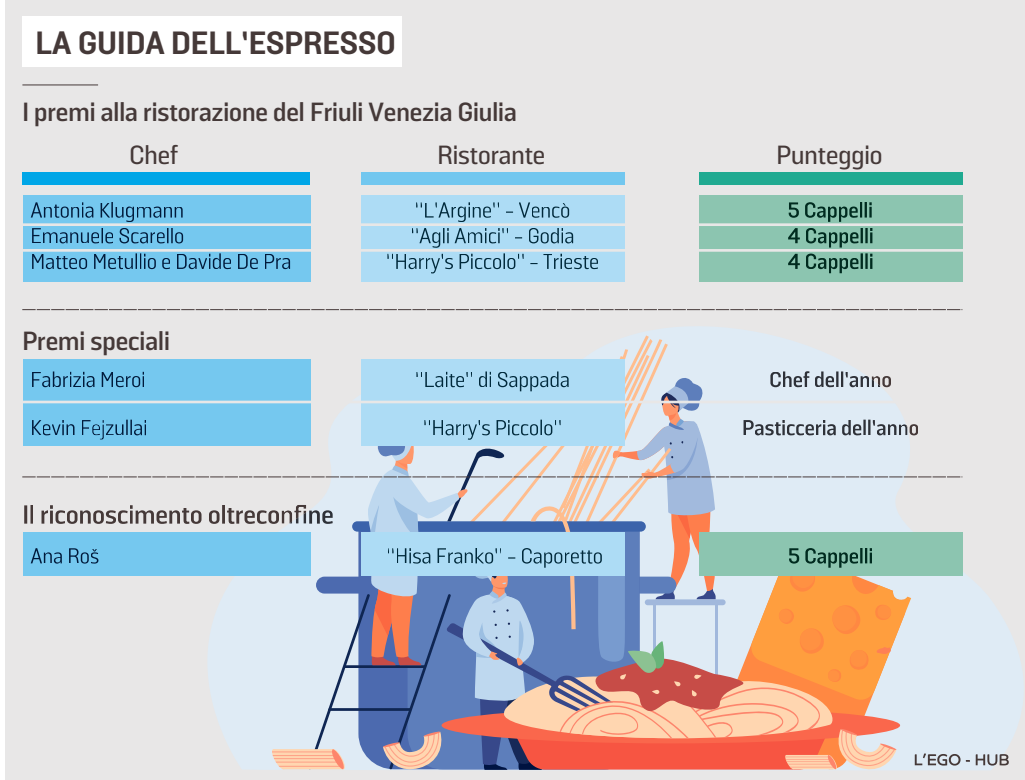 LA GUIDA DELL'ESPRESSO
I premi alla ristorazione del Friuli Venezia Giulia
Chef Ristorante Punteggio
Antonia Klugmann "L'Argine" - Vencò 5 Cappelli
Emanuele Scarello "Agli Amici" - Godia 4 Cappelli
Matteo Metullio e Davide De Pra "Harry's Piccolo" - Trieste 4 Cappelli
Premi speciali
Fabrizia Meroi "Laite" di Sappada Chef dell'anno
Kevin Fejzullai "Harry's Piccolo" Pasticceria dell'anno
Il riconoscimento oltreconfine
Ana Roš "Hisa Franko" - Caporetto 5 Cappelli
L'EGO - HUB